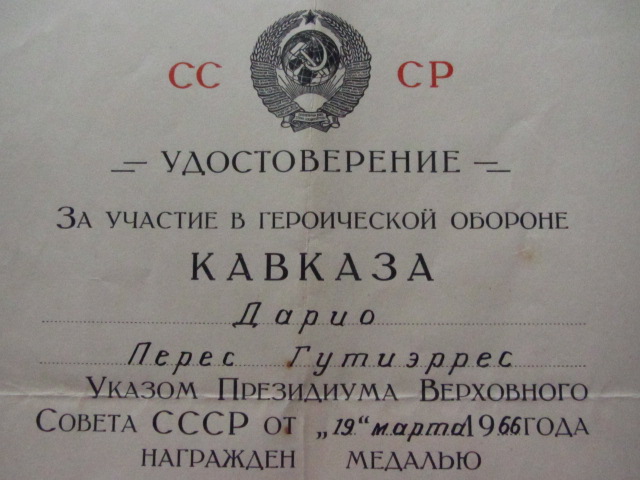 СС СР
УДОСТОВЕРЕНИЕ
ЗА УЧАСТИЕ В ГЕРОИЧЕСКОЙ ОБОРОНЕ
КАВКАЗА
Дарио
Перес Гутиэррес
УКАЗОМ ПРЕЗИДИУМА ВЕРХОВНОГО
СОВЕТА СССР ОТ „19“ марта 1966 ГОДА
НАГРАЖДЕН МЕДАЛЬЮ